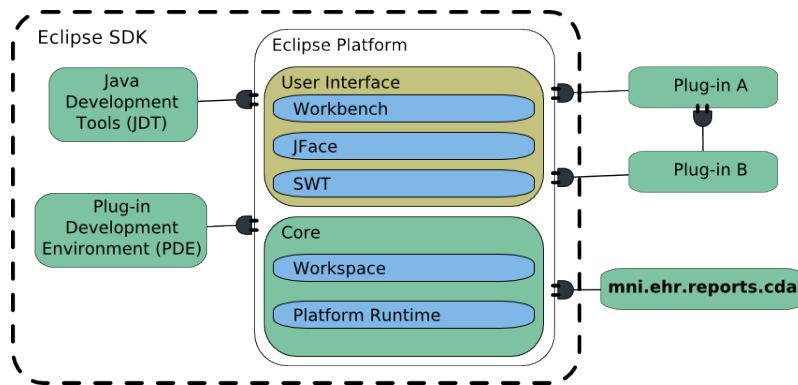 Eclipse SDK
Eclipse Platform
Java
Development
Tools (JDT)
User Interface
Workbench
JFace
SWT
Plug-in A
Plug-in B
Plug-in
Development
Environment (PDE)
Core
Workspace
Platform Runtime
mni.ehr.reports.cda